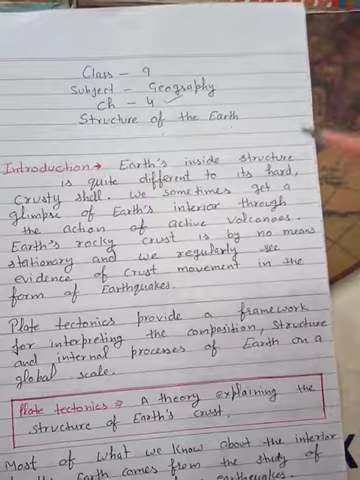 Class - 9
Subject - Geography
Ch - 4
Structure of the Earth
Introduction → Earth's inside structure
is quite different to its hard,
crusty shell. We sometimes get a
glimpse of Earth's interior through
the action of active volcanoes.
Earth's rocky crust is by no means
stationary and we regularly see
evidence of crust movement in the
form of Earthquakes.
Plate tectonics provide a framework
for interpreting the composition, structure
and internal processes of Earth on a
global scale.
Plate tectonics → A theory explaining the
structure of Earth's crust.
Most of what we know about the interior
Earth comes from the study of
earthquakes.